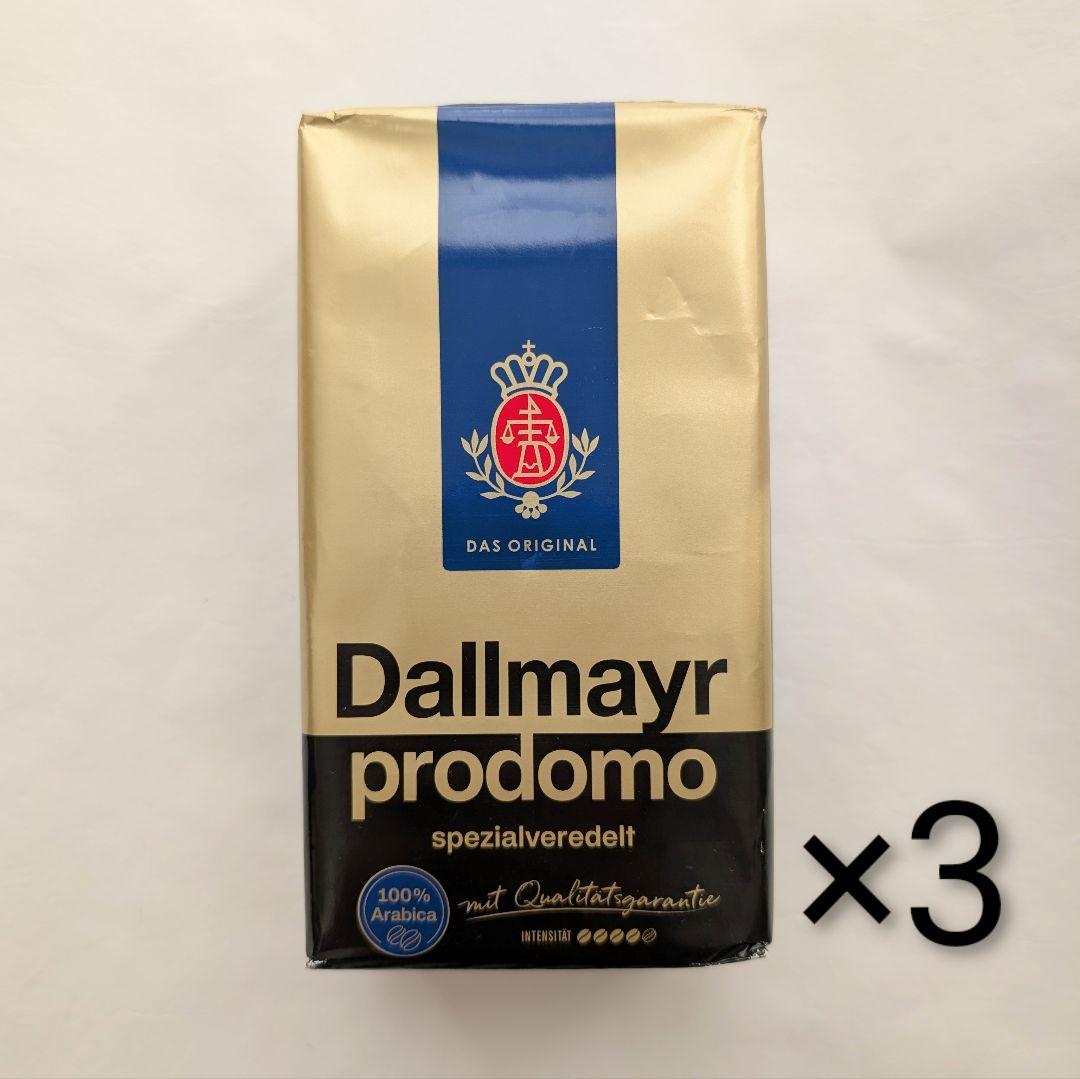 DAS ORIGINAL
Dallmayr
prodomo
spezialveredelt
100%
Arabica
mit Qualitätsgarantie
INTENSITÄT
×3